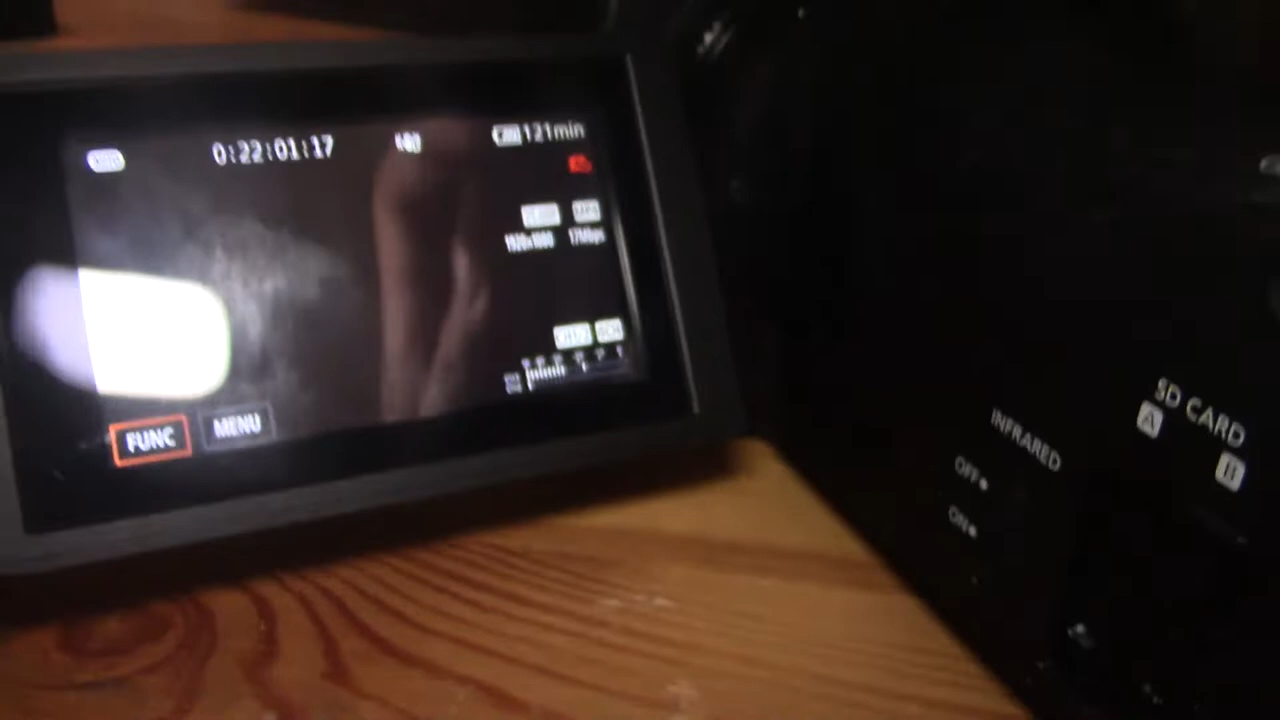 0:22:01:17
121min
1920x1080 17Mbps
FUNC
MENU
INFRARED
OFF
ON
SD CARD
A
B